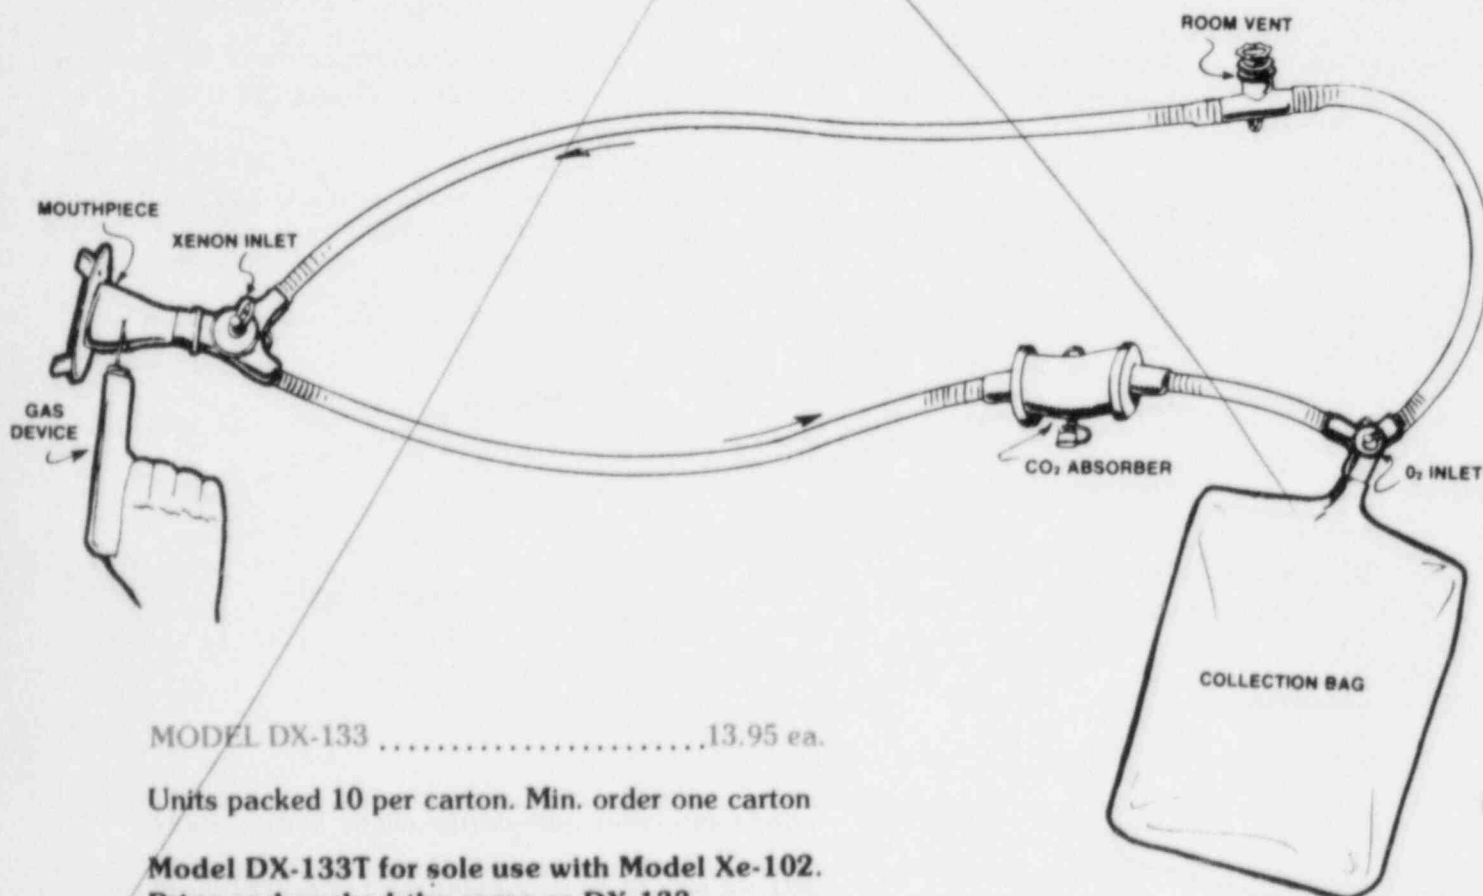 ROOM VENT
MOUTHPIECE
XENON INLET
GAS
DEVICE
CO₂ ABSORBER
O₂ INLET
COLLECTION BAG
MODEL DX-133 ........................13.95 ea.
Units packed 10 per carton. Min. order one carton
Model DX-133T for sole use with Model Xe-102.